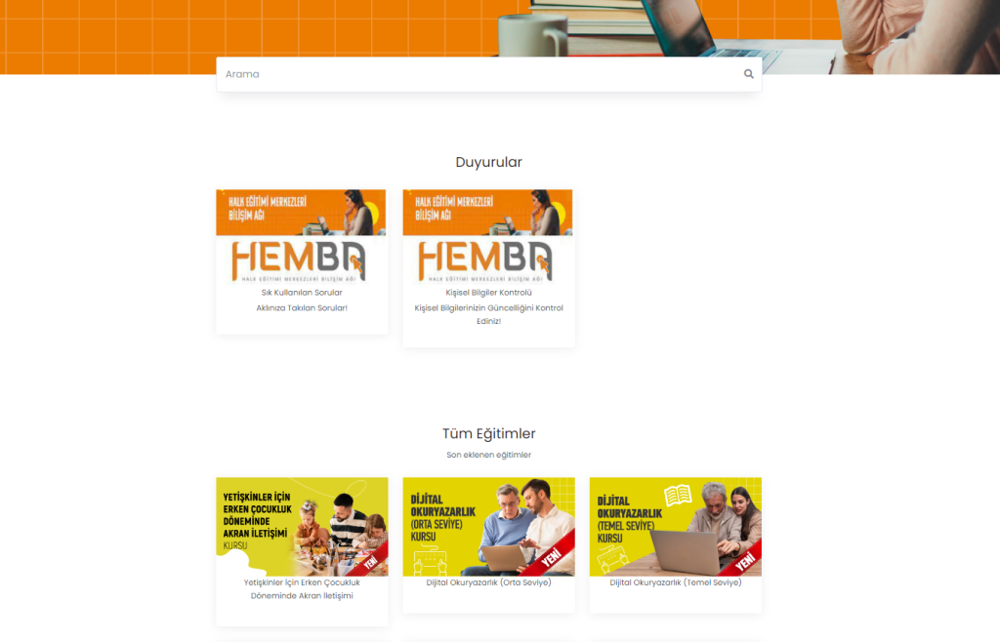 Arama
Duyurular
HALK EĞİTİMİ MERKEZLERİ
BİLİŞİM AĞI
HEMBA
HALK EĞİTİMİ MERKEZLERİ BİLİŞİM AĞI
Sık Kullanılan Sorular
Aklınıza Takılan Sorular!
HALK EĞİTİMİ MERKEZLERİ
BİLİŞİM AĞI
HEMBA
HALK EĞİTİMİ MERKEZLERİ BİLİŞİM AĞI
Kişisel Bilgiler Kontrolü
Kişisel Bilgilerinizin Güncelliğini Kontrol
Ediniz!
Tüm Eğitimler
Son eklenen eğitimler
YETİŞKİNLER İÇİN
ERKEN ÇOCUKLUK
DÖNEMİNDE
AKRAN İLETİŞİMİ
KURSU
YENİ
Yetişkinler İçin Erken Çocukluk
Döneminde Akran İletişimi
DİJİTAL
OKURYAZARLIK
(ORTA SEVİYE)
KURSU
YENİ
Dijital Okuryazarlık (Orta Seviye)
DİJİTAL
OKURYAZARLIK
(TEMEL SEVİYE)
KURSU
YENİ
Dijital Okuryazarlık (Temel Seviye)